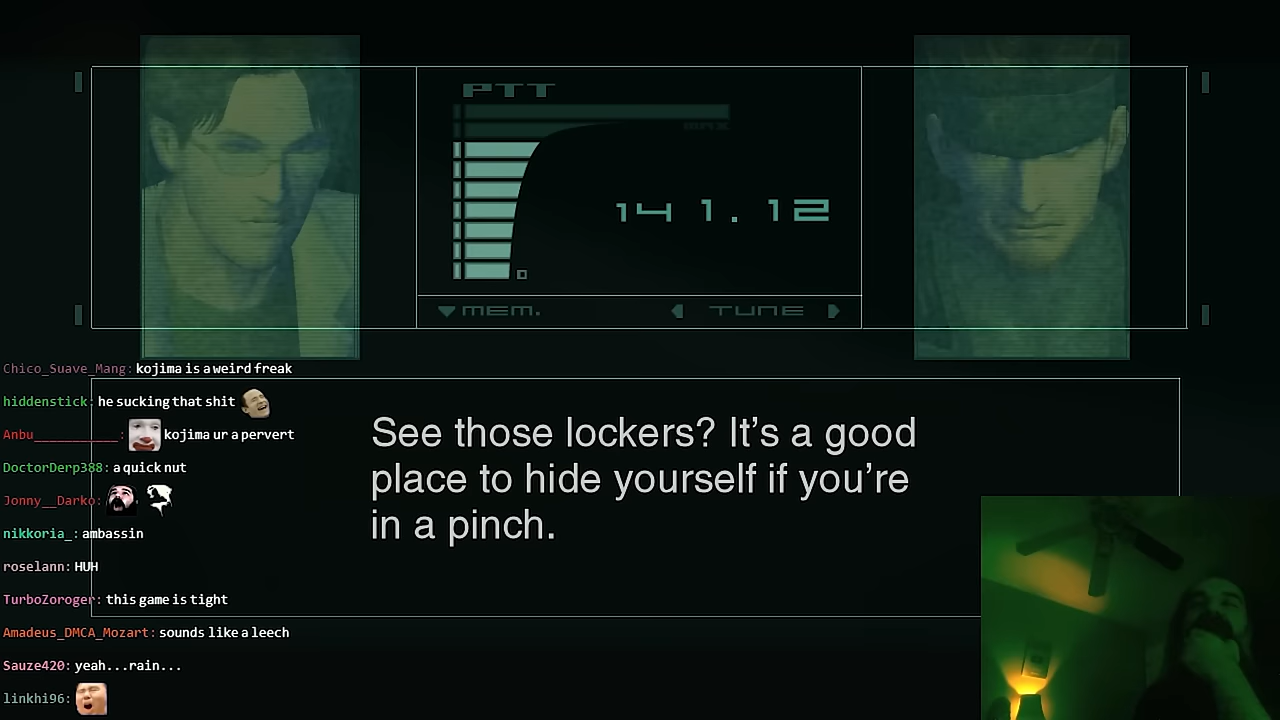 PTT
MAX
141.12
MEM.
TUNE
Chico_Suave_Mang: kojima is a weird freak
hiddenstick: he sucking that shit
Anbu___________: kojima ur a pervert
DoctorDerp388: a quick nut
Jonny__Darko:
nikkoria_: ambassin
roselann: HUH
TurboZoroger: this game is tight
Amadeus_DMCA_Mozart: sounds like a leech
Sauze420: yeah...rain...
linkhi96:
See those lockers? It’s a good
place to hide yourself if you’re
in a pinch.